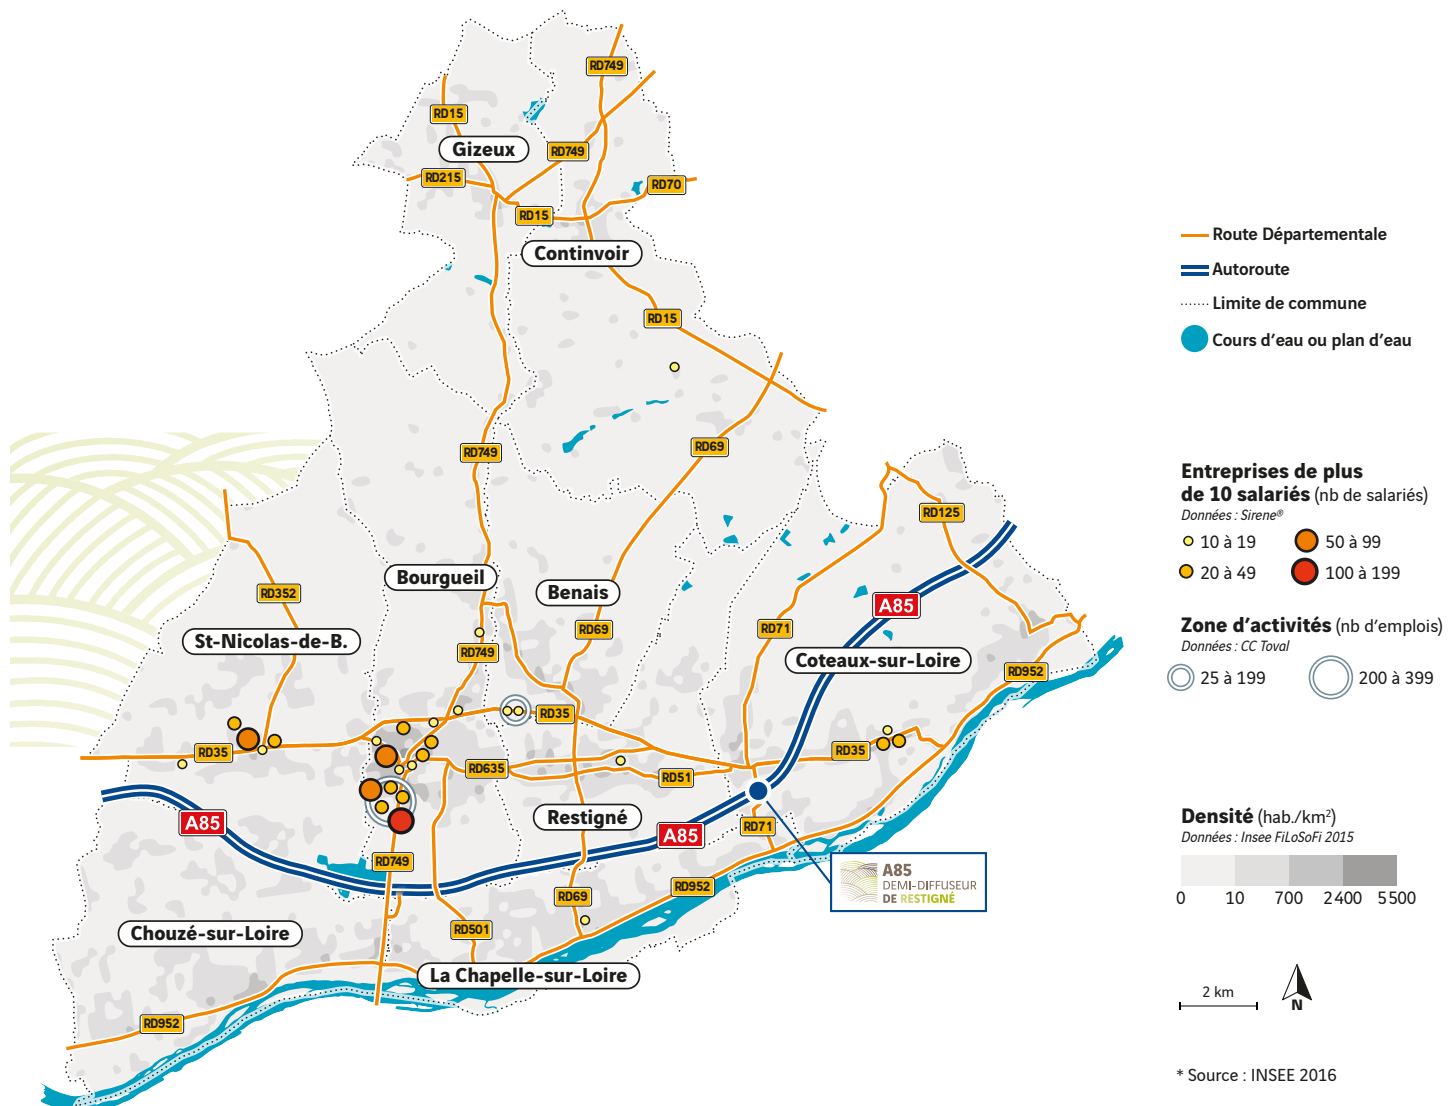 RD749
RD15
Gizeux
RD749
RD215
RD70
RD15
Continvoir
RD15
RD749
RD69
RD125
Bourgueil
Benais
RD352
A85
RD69
RD71
St-Nicolas-de-B.
RD749
Coteaux-sur-Loire
RD952
RD35
RD35
RD35
RD635
RD51
Restigné
A85
A85
RD71
RD749
A85
DEMI-DIFFUSEUR
DE RESTIGNÉ
RD952
RD69
Chouzé-sur-Loire
RD501
La Chapelle-sur-Loire
RD952
Route Départementale
Autoroute
Limite de commune
Cours d'eau ou plan d'eau
Entreprises de plus
de 10 salariés (nb de salariés)
Données : Sirene®
10 à 19
50 à 99
20 à 49
100 à 199
Zone d'activités (nb d'emplois)
Données : CC Toval
25 à 199
200 à 399
Densité (hab./km²)
Données : Insee FiLoSoFi 2015
0 10 700 2400 5500
2 km
N
* Source : INSEE 2016